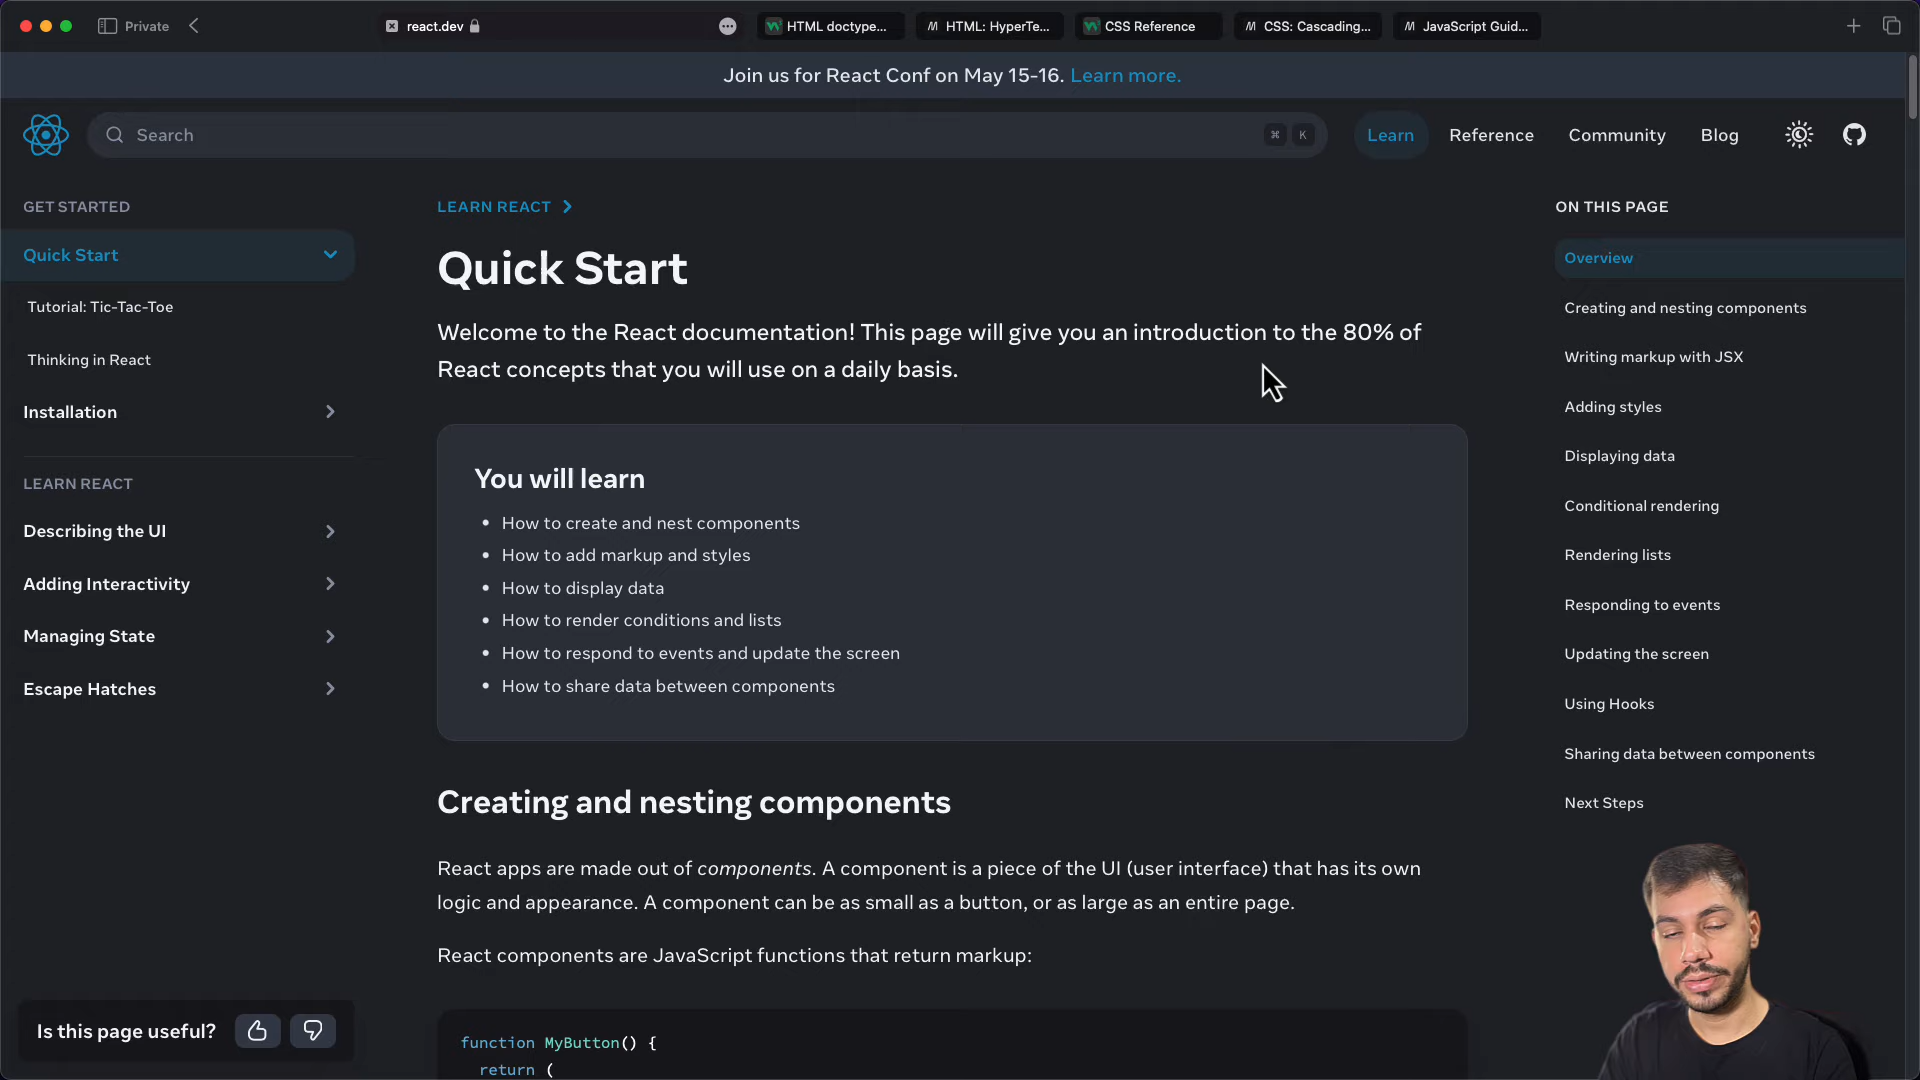 Private
react.dev
HTML doctype...
HTML: HyperTe...
CSS Reference
CSS: Cascading...
JavaScript Guid...
Join us for React Conf on May 15-16. Learn more.
Search
⌘ K
Learn
Reference
Community
Blog
GET STARTED
Quick Start
Tutorial: Tic-Tac-Toe
Thinking in React
Installation
LEARN REACT
Describing the UI
Adding Interactivity
Managing State
Escape Hatches
Is this page useful?
LEARN REACT
Quick Start
Welcome to the React documentation! This page will give you an introduction to the 80% of
React concepts that you will use on a daily basis.
You will learn
• How to create and nest components
• How to add markup and styles
• How to display data
• How to render conditions and lists
• How to respond to events and update the screen
• How to share data between components
Creating and nesting components
React apps are made out of components. A component is a piece of the UI (user interface) that has its own
logic and appearance. A component can be as small as a button, or as large as an entire page.
React components are JavaScript functions that return markup:
function MyButton() {
return (
ON THIS PAGE
Overview
Creating and nesting components
Writing markup with JSX
Adding styles
Displaying data
Conditional rendering
Rendering lists
Responding to events
Updating the screen
Using Hooks
Sharing data between components
Next Steps